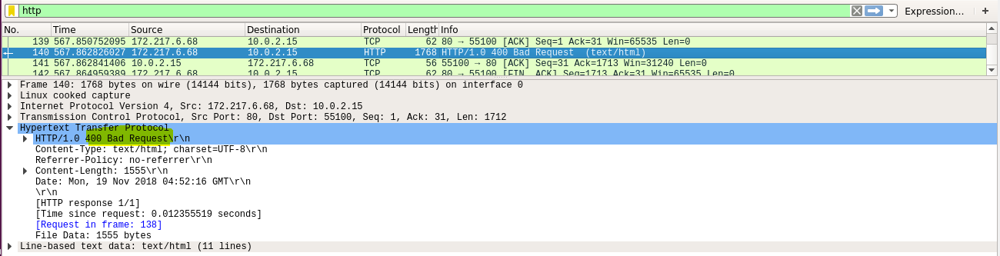 http Expression... +
No. Time Source Destination Protocol Length Info
139 567.850752095 172.217.6.68 10.0.2.15 TCP 62 80 → 55100 [ACK] Seq=1 Ack=31 Win=65535 Len=0
140 567.862826027 172.217.6.68 10.0.2.15 HTTP 1768 HTTP/1.0 400 Bad Request (text/html)
141 567.862841406 10.0.2.15 172.217.6.68 TCP 56 55100 → 80 [ACK] Seq=31 Ack=1713 Win=31240 Len=0
142 567.864959389 172.217.6.68 10.0.2.15 TCP 62 80 → 55100 [FIN, ACK] Seq=1713 Ack=31 Win=65535 Len=0
Frame 140: 1768 bytes on wire (14144 bits), 1768 bytes captured (14144 bits) on interface 0
Linux cooked capture
Internet Protocol Version 4, Src: 172.217.6.68, Dst: 10.0.2.15
Transmission Control Protocol, Src Port: 80, Dst Port: 55100, Seq: 1, Ack: 31, Len: 1712
Hypertext Transfer Protocol
HTTP/1.0 400 Bad Request\r\n
Content-Type: text/html; charset=UTF-8\r\n
Referrer-Policy: no-referrer\r\n
Content-Length: 1555\r\n
Date: Mon, 19 Nov 2018 04:52:16 GMT\r\n
\r\n
[HTTP response 1/1]
[Time since request: 0.012355519 seconds]
[Request in frame: 138]
File Data: 1555 bytes
Line-based text data: text/html (11 lines)